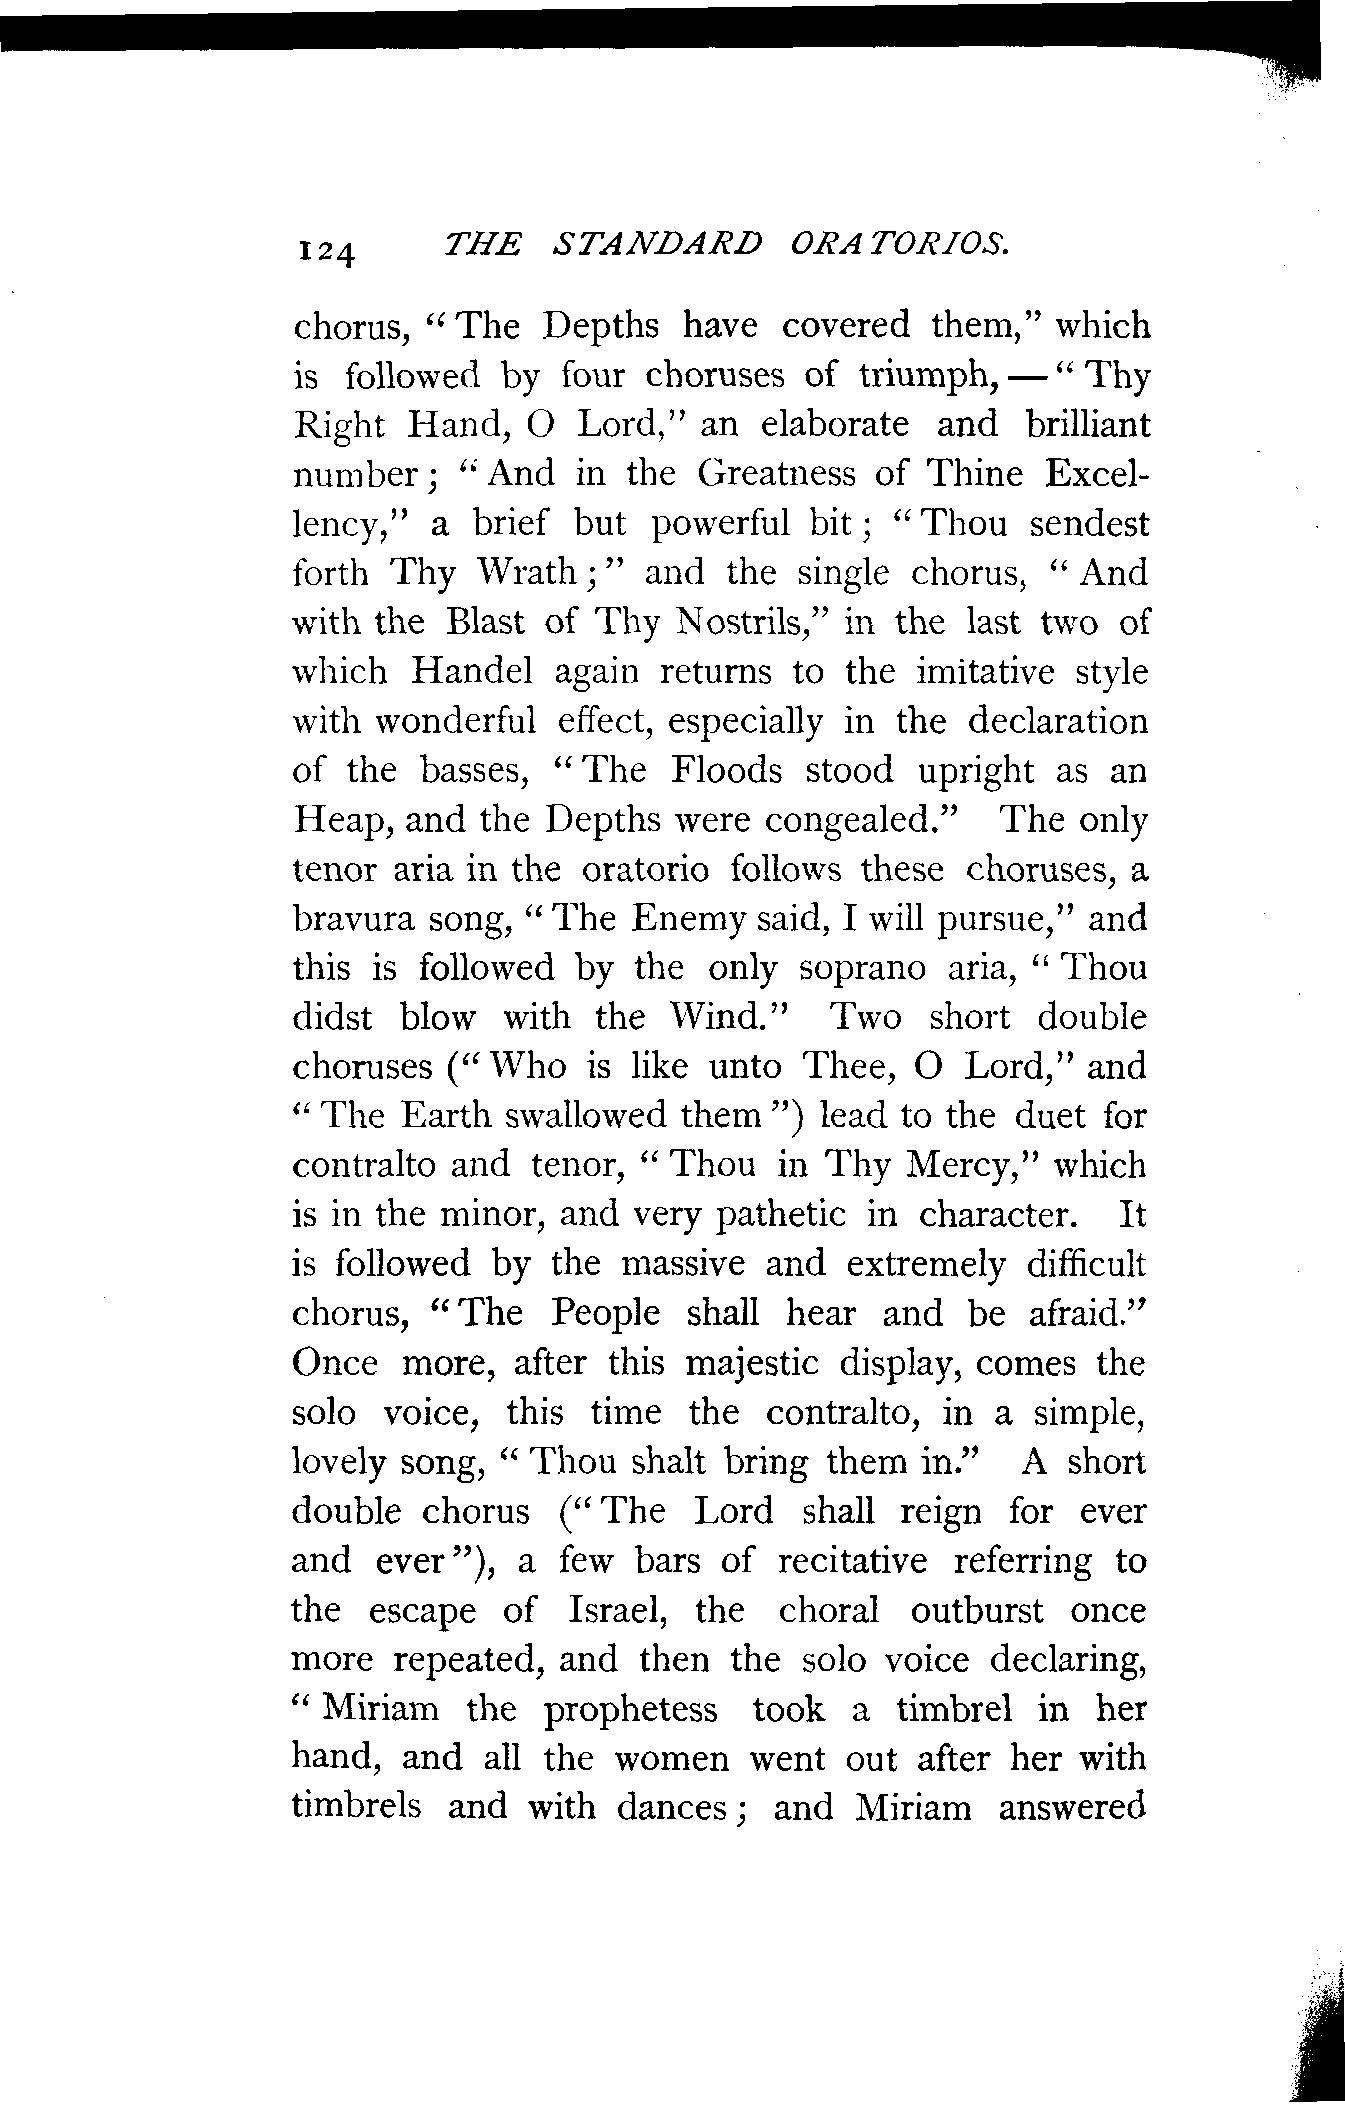 124 THE STANDARD ORATORIOS.
chorus, “The Depths have covered them,” which
is followed by four choruses of triumph, — “Thy
Right Hand, O Lord,” an elaborate and brilliant
number; “And in the Greatness of Thine Excel-
lency,” a brief but powerful bit; “Thou sendest
forth Thy Wrath;” and the single chorus, “And
with the Blast of Thy Nostrils,” in the last two of
which Handel again returns to the imitative style
with wonderful effect, especially in the declaration
of the basses, “The Floods stood upright as an
Heap, and the Depths were congealed.” The only
tenor aria in the oratorio follows these choruses, a
bravura song, “The Enemy said, I will pursue,” and
this is followed by the only soprano aria, “Thou
didst blow with the Wind.” Two short double
choruses (“Who is like unto Thee, O Lord,” and
“The Earth swallowed them”) lead to the duet for
contralto and tenor, “Thou in Thy Mercy,” which
is in the minor, and very pathetic in character. It
is followed by the massive and extremely difficult
chorus, “The People shall hear and be afraid.”
Once more, after this majestic display, comes the
solo voice, this time the contralto, in a simple,
lovely song, “Thou shalt bring them in.” A short
double chorus (“The Lord shall reign for ever
and ever”), a few bars of recitative referring to
the escape of Israel, the choral outburst once
more repeated, and then the solo voice declaring,
“Miriam the prophetess took a timbrel in her
hand, and all the women went out after her with
timbrels and with dances; and Miriam answered